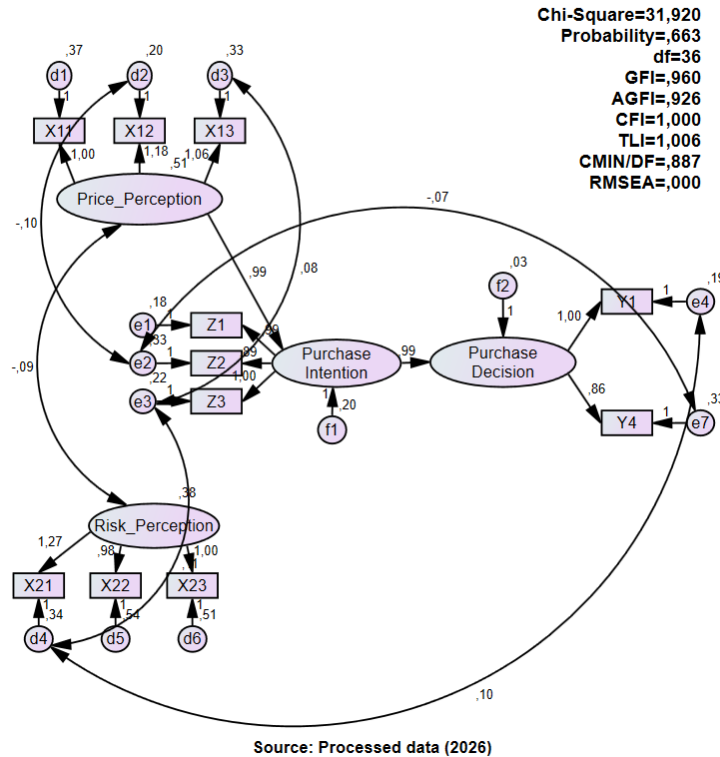 Chi-Square=31,920
Probability=,663
df=36
GFI=,960
AGFI=,926
CFI=1,000
TLI=1,006
CMIN/DF=,887
RMSEA=,000
,37
,20
,33
d1
d2
d3
1
1
1
X11
X12
X13
1,00
1,18
1,06
,51
Price_Perception
-,10
-,07
,99
,08
,03
f2
1
,18
e1
1
Z1
,99
,33
e2
1
Z2
,89
,22
e3
1
Z3
1,00
Purchase
Intention
,99
Purchase
Decision
1
,20
f1
1,00
Y1
1
,19
e4
,86
Y4
1
,33
e7
-,09
,38
Risk_Perception
1,27
,98
1,00
X21
X22
X23
1
,34
1
,54
1
,51
d4
d5
d6
,10
Source: Processed data (2026)